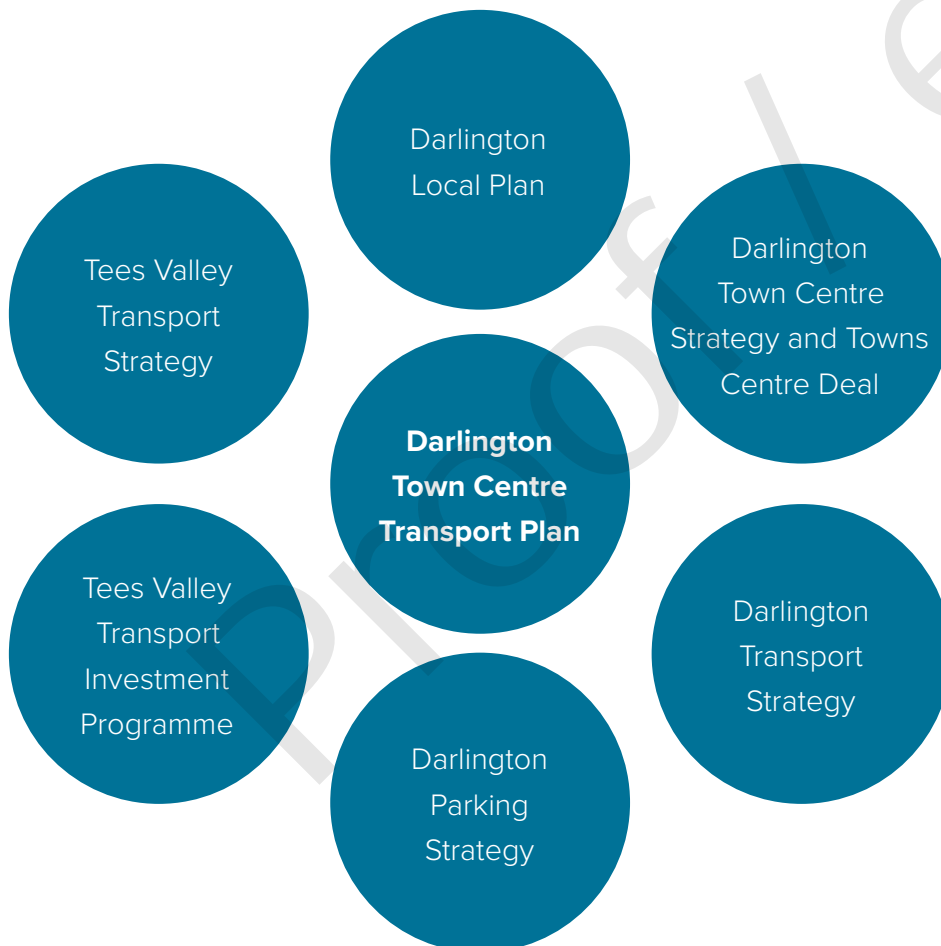 Darlington
Local Plan
Tees Valley
Transport
Strategy
Darlington
Town Centre
Strategy and Towns
Centre Deal
Darlington
Town Centre
Transport Plan
Tees Valley
Transport
Investment
Programme
Darlington
Transport
Strategy
Darlington
Parking
Strategy
Proof / e